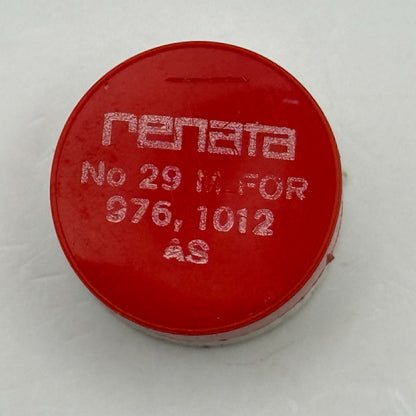 renata
No 29 M FOR
976, 1012
AS